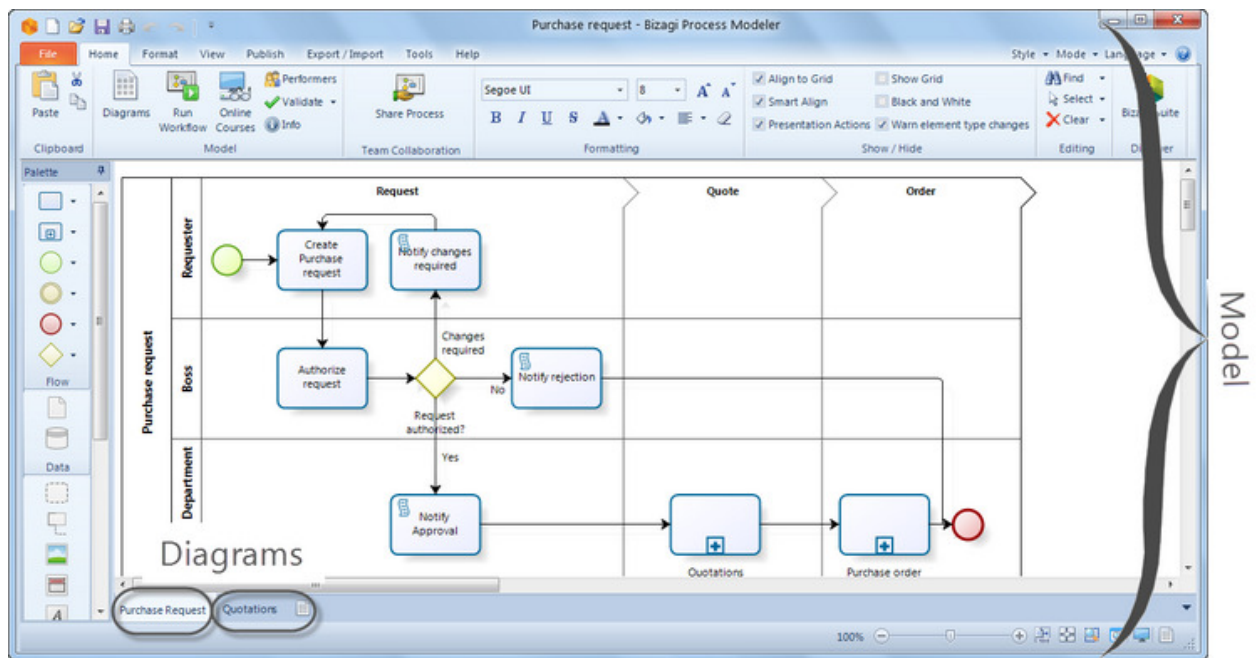 Purchase request - Bizagi Process Modeler
File Home Format View Publish Export / Import Tools Help Style Mode Language
Paste
Clipboard
Diagrams
Run Workflow
Online Courses
Performers
Validate
Info
Model
Share Process
Team Collaboration
Segoe UI 8
B I U S A
Formatting
Align to Grid
Smart Align
Presentation Actions
Show Grid
Black and White
Warn element type changes
Show / Hide
Find
Select
Clear
Editing
Palette
Flow
Data
A
Request Quote Order
Purchase request
Requester
Create
Purchase
request
Notify changes
required
Boss
Authorize
request
Changes
required
No
Notify rejection
Request
authorized?
Yes
Department
Notify
Approval
Quotations
Purchase order
Diagrams
Purchase Request Quotations
100%
Model